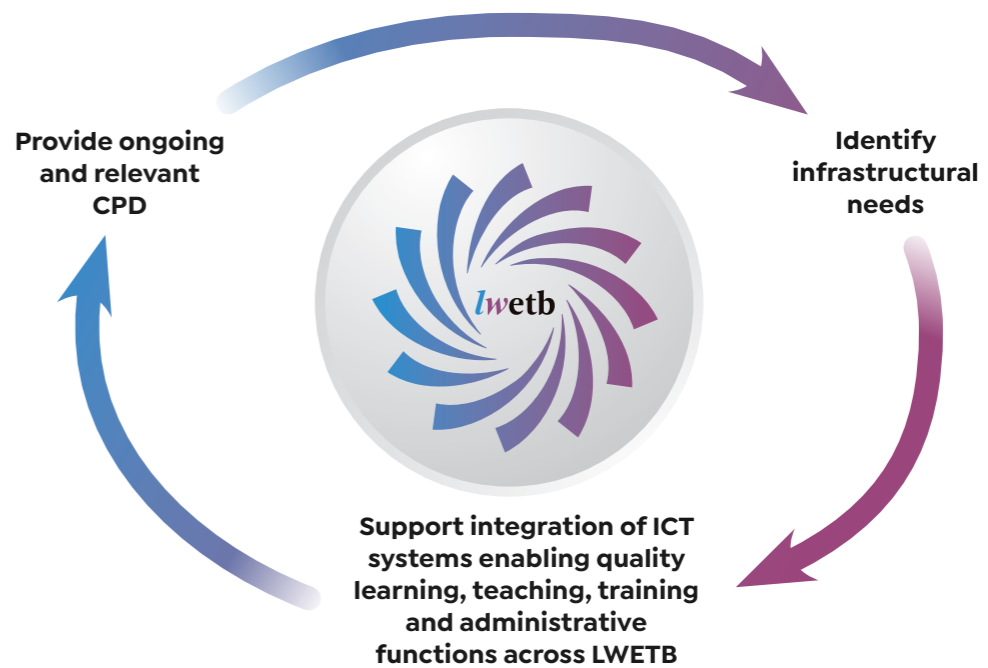 Provide ongoing
and relevant
CPD
Identify
infrastructural
needs
lwetb
Support integration of ICT
systems enabling quality
learning, teaching, training
and administrative
functions across LWETB